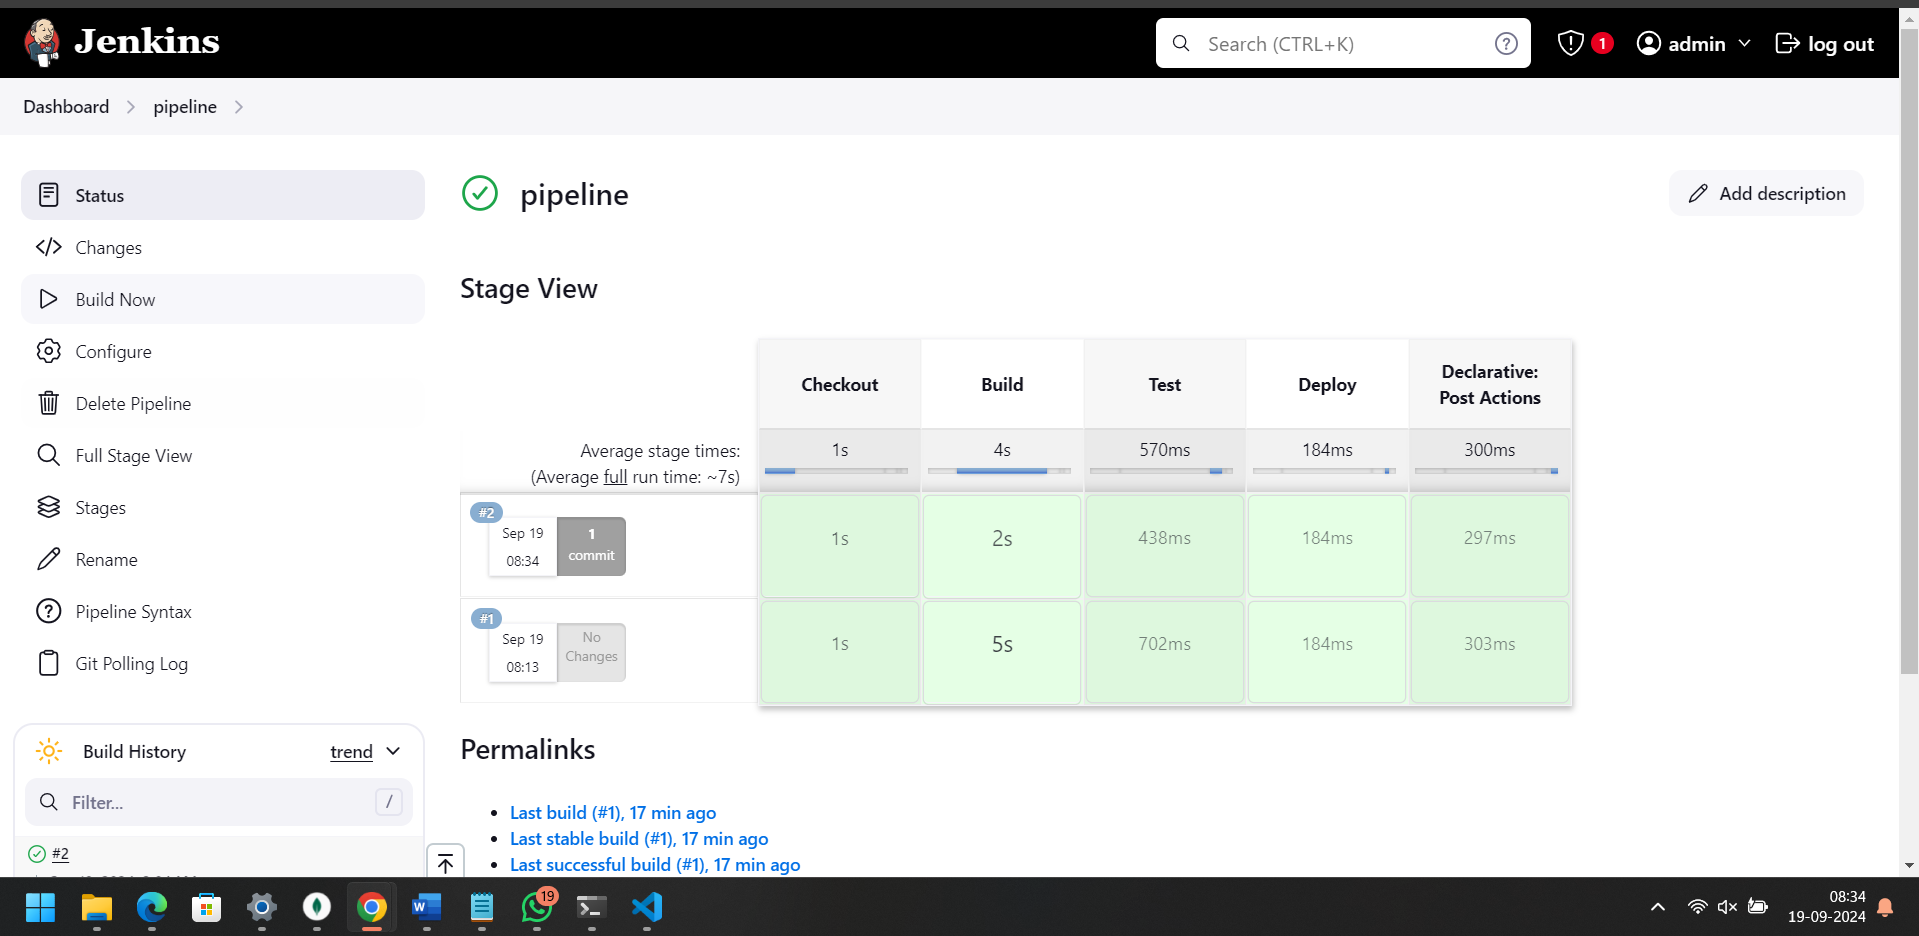 Jenkins
Search (CTRL+K)
?
1
admin
log out
Dashboard
pipeline
Status
Changes
Build Now
Configure
Delete Pipeline
Full Stage View
Stages
Rename
Pipeline Syntax
Git Polling Log
Build History
trend
Filter...
/
#2
pipeline
Add description
Stage View
Checkout
Build
Test
Deploy
Declarative:
Post Actions
Average stage times:
(Average full run time: ~7s)
1s
4s
570ms
184ms
300ms
#2
Sep 19
08:34
1
commit
1s
2s
438ms
184ms
297ms
#1
Sep 19
08:13
No
Changes
1s
5s
702ms
184ms
303ms
Permalinks
Last build (#1), 17 min ago
Last stable build (#1), 17 min ago
Last successful build (#1), 17 min ago
19
08:34
19-09-2024